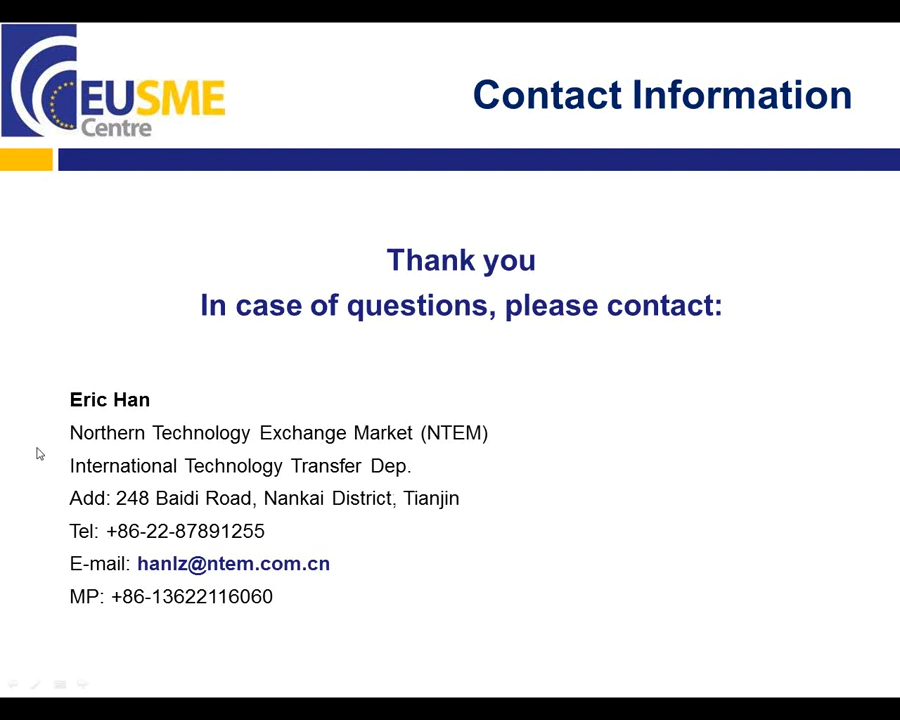 EUSME
Centre
Contact Information
Thank you
In case of questions, please contact:
Eric Han
Northern Technology Exchange Market (NTEM)
International Technology Transfer Dep.
Add: 248 Baidi Road, Nankai District, Tianjin
Tel: +86-22-87891255
E-mail: hanlz@ntem.com.cn
MP: +86-13622116060